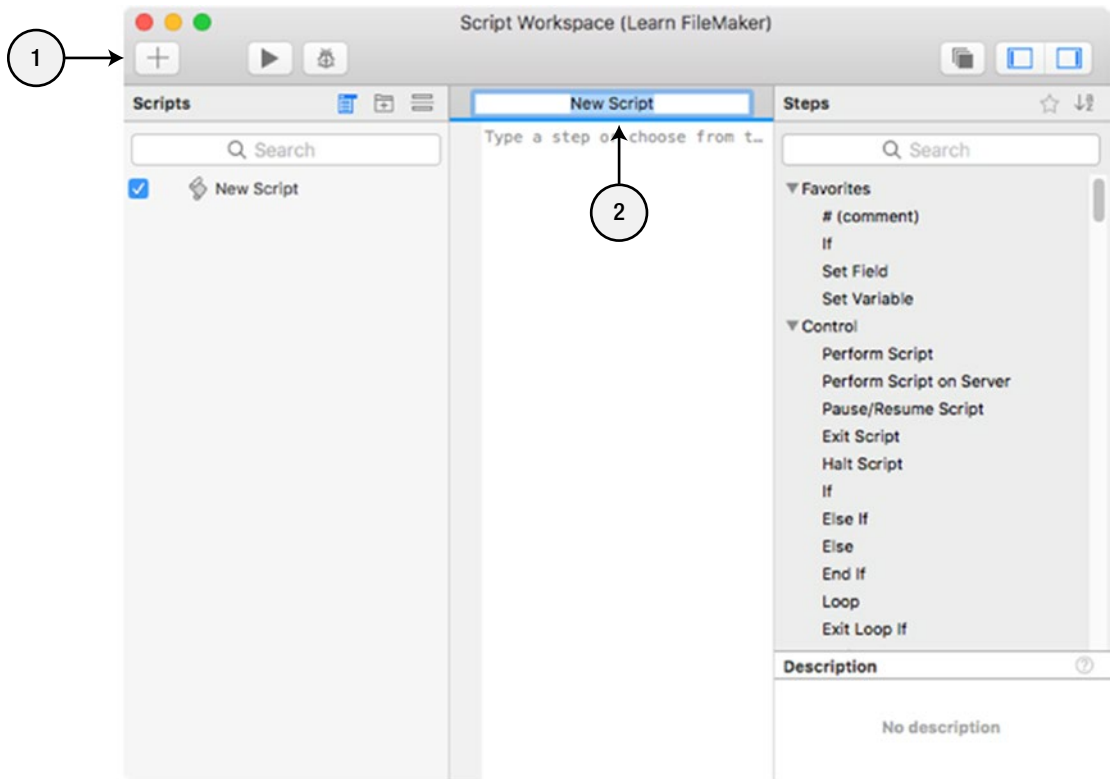 Script Workspace (Learn FileMaker)
1
Scripts
New Script
Steps
Type a step or choose from t…
Search
Search
New Script
2
Favorites
# (comment)
If
Set Field
Set Variable
Control
Perform Script
Perform Script on Server
Pause/Resume Script
Exit Script
Halt Script
If
Else If
Else
End If
Loop
Exit Loop If
Description
No description